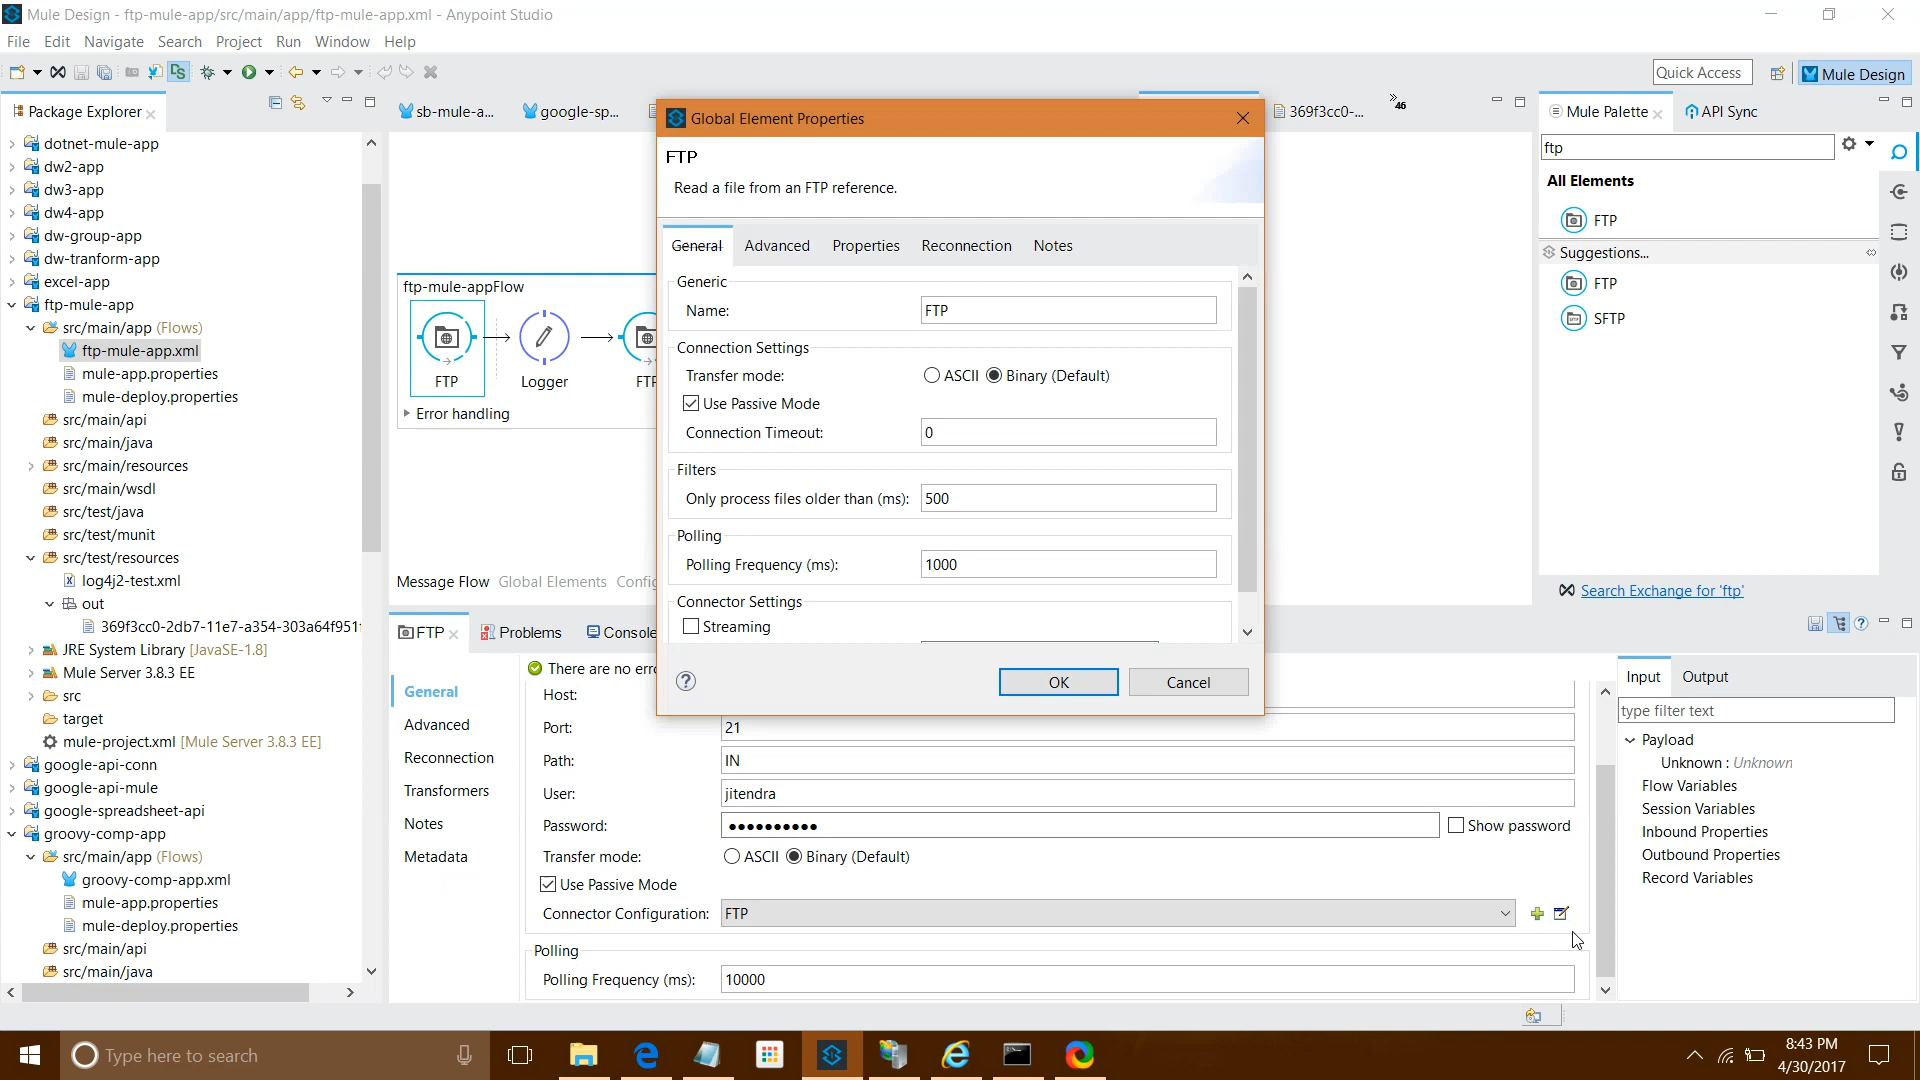 Mule Design - ftp-mule-app/src/main/app/ftp-mule-app.xml - Anypoint Studio
File Edit Navigate Search Project Run Window Help
Quick Access
Mule Design
Package Explorer
dotnet-mule-app
dw2-app
dw3-app
dw4-app
dw-group-app
dw-tranform-app
excel-app
ftp-mule-app
src/main/app (Flows)
ftp-mule-app.xml
mule-app.properties
mule-deploy.properties
src/main/api
src/main/java
src/main/resources
src/main/wsdl
src/test/java
src/test/munit
src/test/resources
log4j2-test.xml
out
369f3cc0-2db7-11e7-a354-303a64f951
JRE System Library [JavaSE-1.8]
Mule Server 3.8.3 EE
src
target
mule-project.xml [Mule Server 3.8.3 EE]
google-api-conn
google-api-mule
google-spreadsheet-api
groovy-comp-app
src/main/app (Flows)
groovy-comp-app.xml
mule-app.properties
mule-deploy.properties
src/main/api
src/main/java
sb-mule-a...
google-sp...
369f3cc0-...
46
ftp-mule-appFlow
FTP
Logger
FTP
Error handling
Message Flow Global Elements Config
Global Element Properties
FTP
Read a file from an FTP reference.
General Advanced Properties Reconnection Notes
Generic
Name: FTP
Connection Settings
Transfer mode: ASCII Binary (Default)
Use Passive Mode
Connection Timeout: 0
Filters
Only process files older than (ms): 500
Polling
Polling Frequency (ms): 1000
Connector Settings
Streaming
OK
Cancel
FTP
Problems
Console
There are no erro
General
Advanced
Reconnection
Transformers
Notes
Metadata
Host:
Port: 21
Path: IN
User: jitendra
Password: ●●●●●●●●●● Show password
Transfer mode: ASCII Binary (Default)
Use Passive Mode
Connector Configuration: FTP
Polling
Polling Frequency (ms): 10000
Mule Palette
API Sync
ftp
All Elements
FTP
Suggestions...
FTP
SFTP
Search Exchange for 'ftp'
Input Output
type filter text
Payload
Unknown : Unknown
Flow Variables
Session Variables
Inbound Properties
Outbound Properties
Record Variables
Type here to search
8:43 PM
4/30/2017